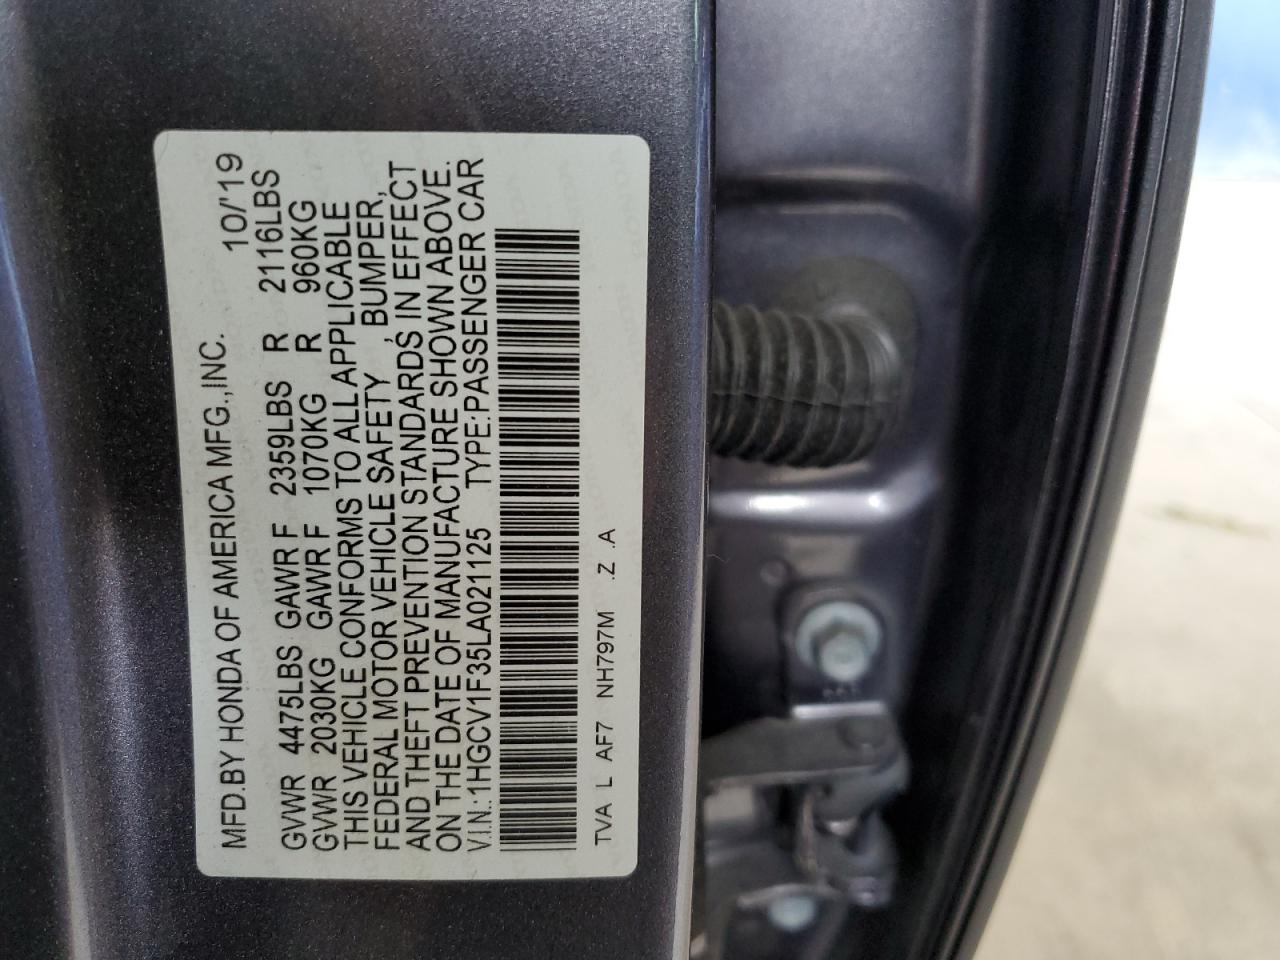 MFD.BY HONDA OF AMERICA MFG.,INC. 10/'19
GVWR 4475LBS GAWR F 2359LBS R 2116LBS
GVWR 2030KG GAWR F 1070KG R 960KG
THIS VEHICLE CONFORMS TO ALL APPLICABLE
FEDERAL MOTOR VEHICLE SAFETY, BUMPER,
AND THEFT PREVENTION STANDARDS IN EFFECT
ON THE DATE OF MANUFACTURE SHOWN ABOVE.
V.I.N.:1HGCV1F35LA021125 TYPE:PASSENGER CAR
TVA L AF7 NH797M .Z .A